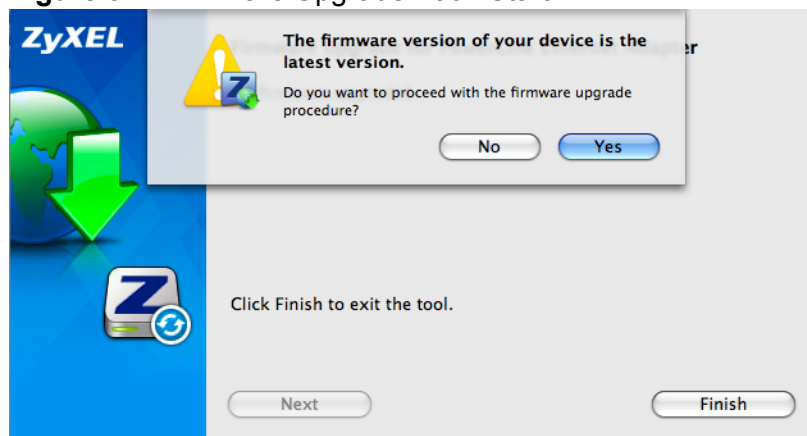 ZyXEL
The firmware version of your device is the
latest version.
Do you want to proceed with the firmware upgrade
procedure?
No
Yes
Click Finish to exit the tool.
Next
Finish